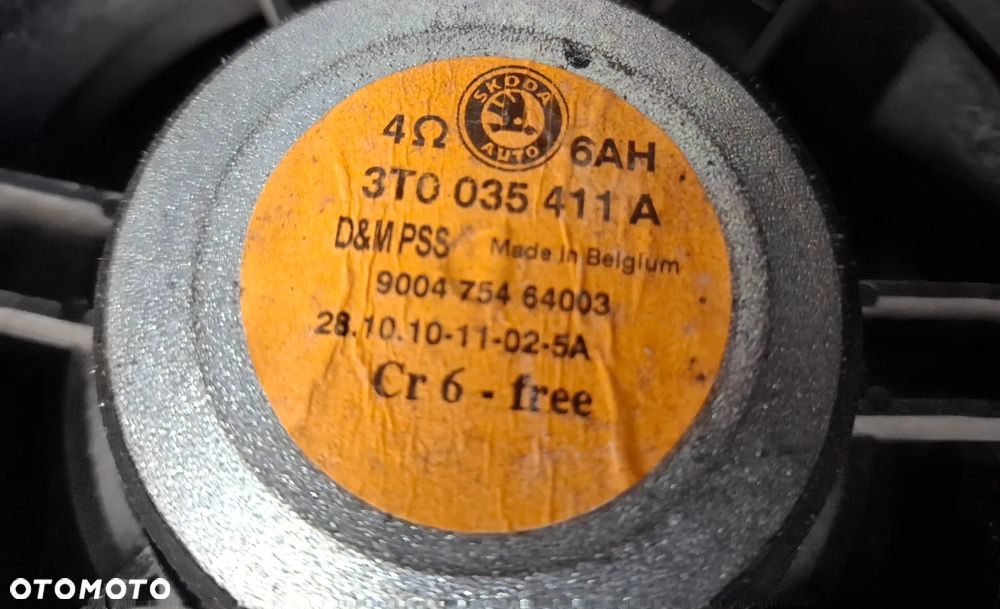 SKODA
AUTO
4Ω 6AH
3T0 035 411 A
D&M PSS Made in Belgium
9004 754 64003
28.10.10-11-02-5A
Cr 6 - free
OTOMOTO